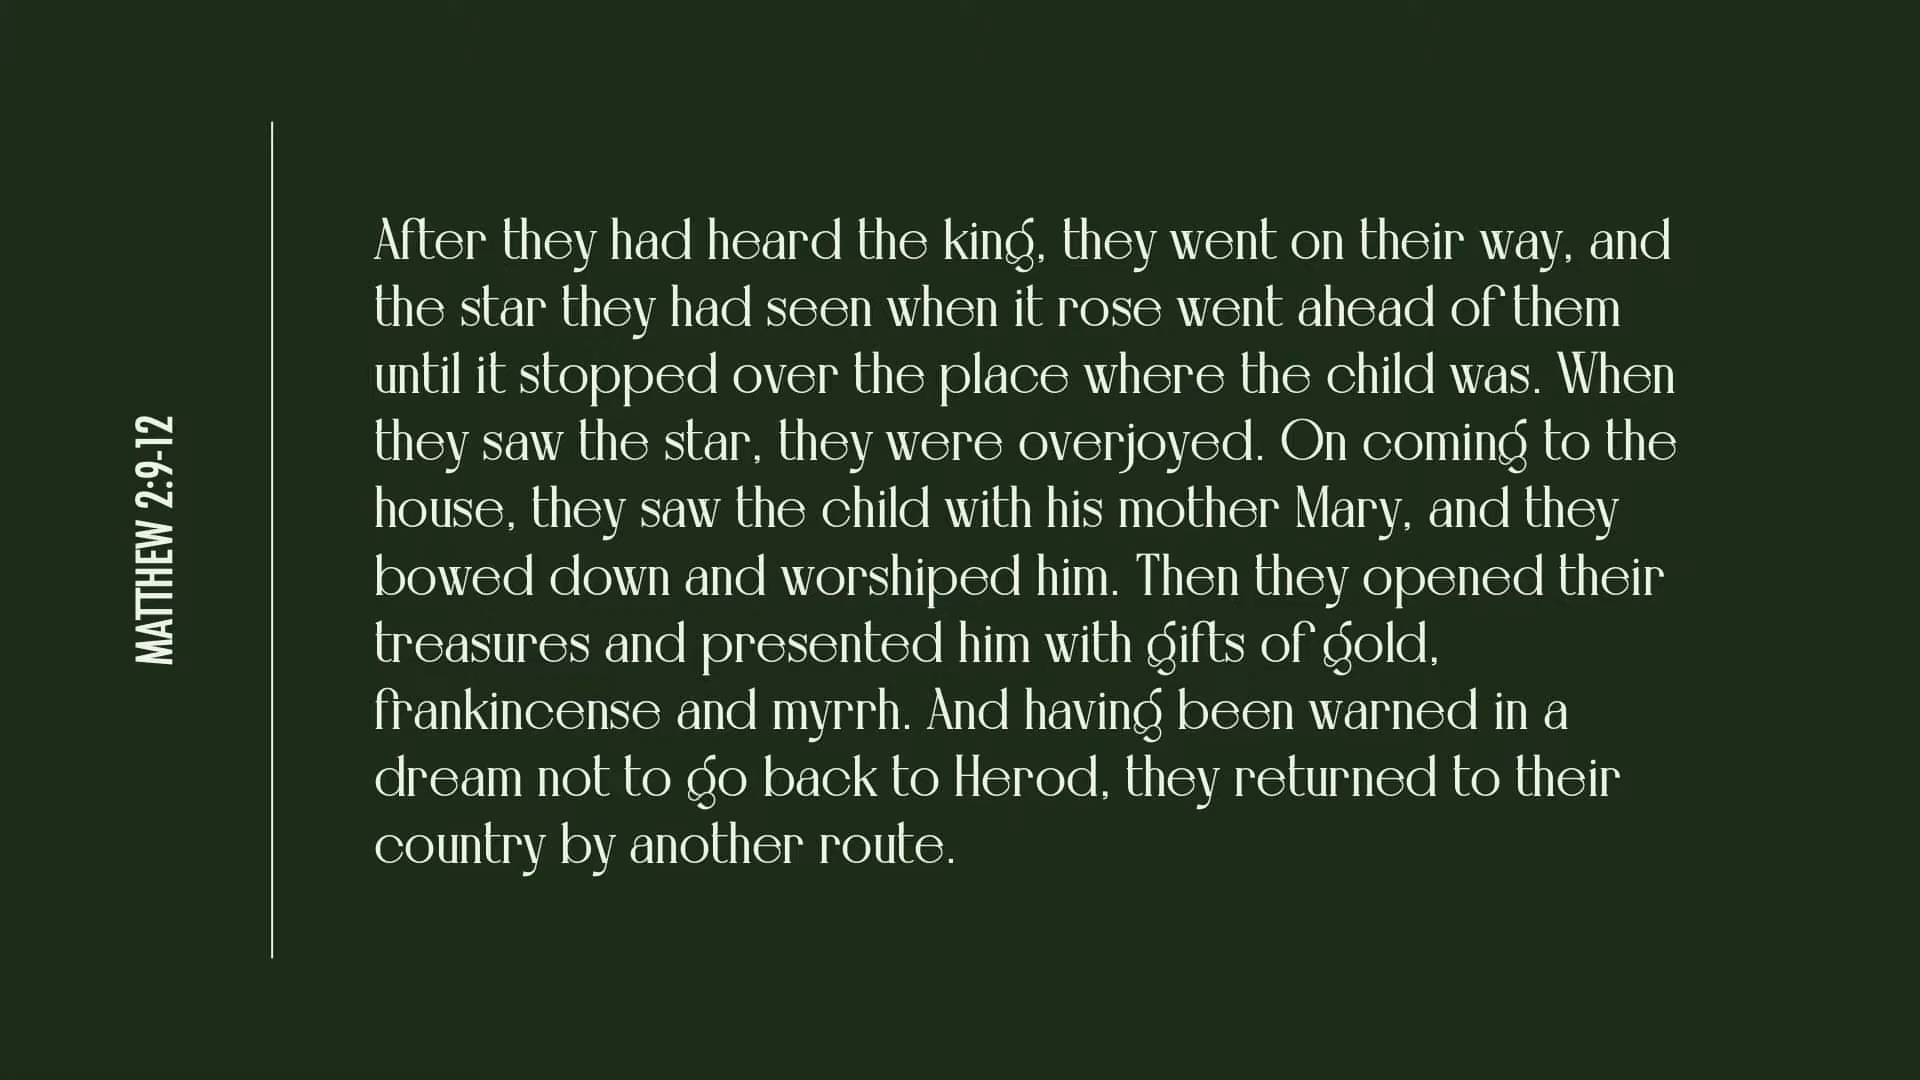 MATTHEW 2:9-12
After they had heard the king, they went on their way, and
the star they had seen when it rose went ahead of them
until it stopped over the place where the child was. When
they saw the star, they were overjoyed. On coming to the
house, they saw the child with his mother Mary, and they
bowed down and worshiped him. Then they opened their
treasures and presented him with gifts of gold,
frankincense and myrrh. And having been warned in a
dream not to go back to Herod, they returned to their
country by another route.